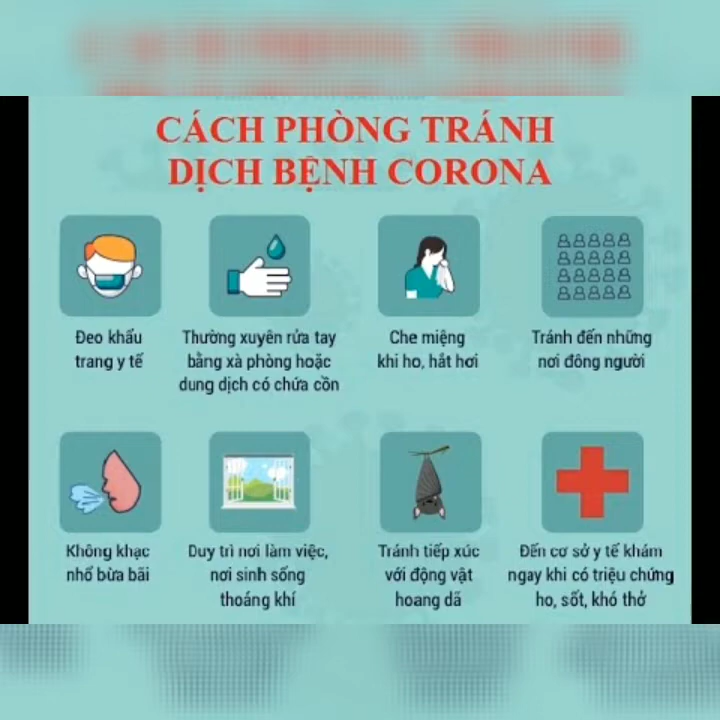 CÁCH PHÒNG TRÁNH
DỊCH BỆNH CORONA
Đeo khẩu
trang y tế
Thường xuyên rửa tay
bằng xà phòng hoặc
dung dịch có chứa cồn
Che miệng
khi ho, hắt hơi
Tránh đến những
nơi đông người
Không khạc
nhổ bừa bãi
Duy trì nơi làm việc,
nơi sinh sống
thoáng khí
Tránh tiếp xúc
với động vật
hoang dã
Đến cơ sở y tế khám
ngay khi có triệu chứng
ho, sốt, khó thở